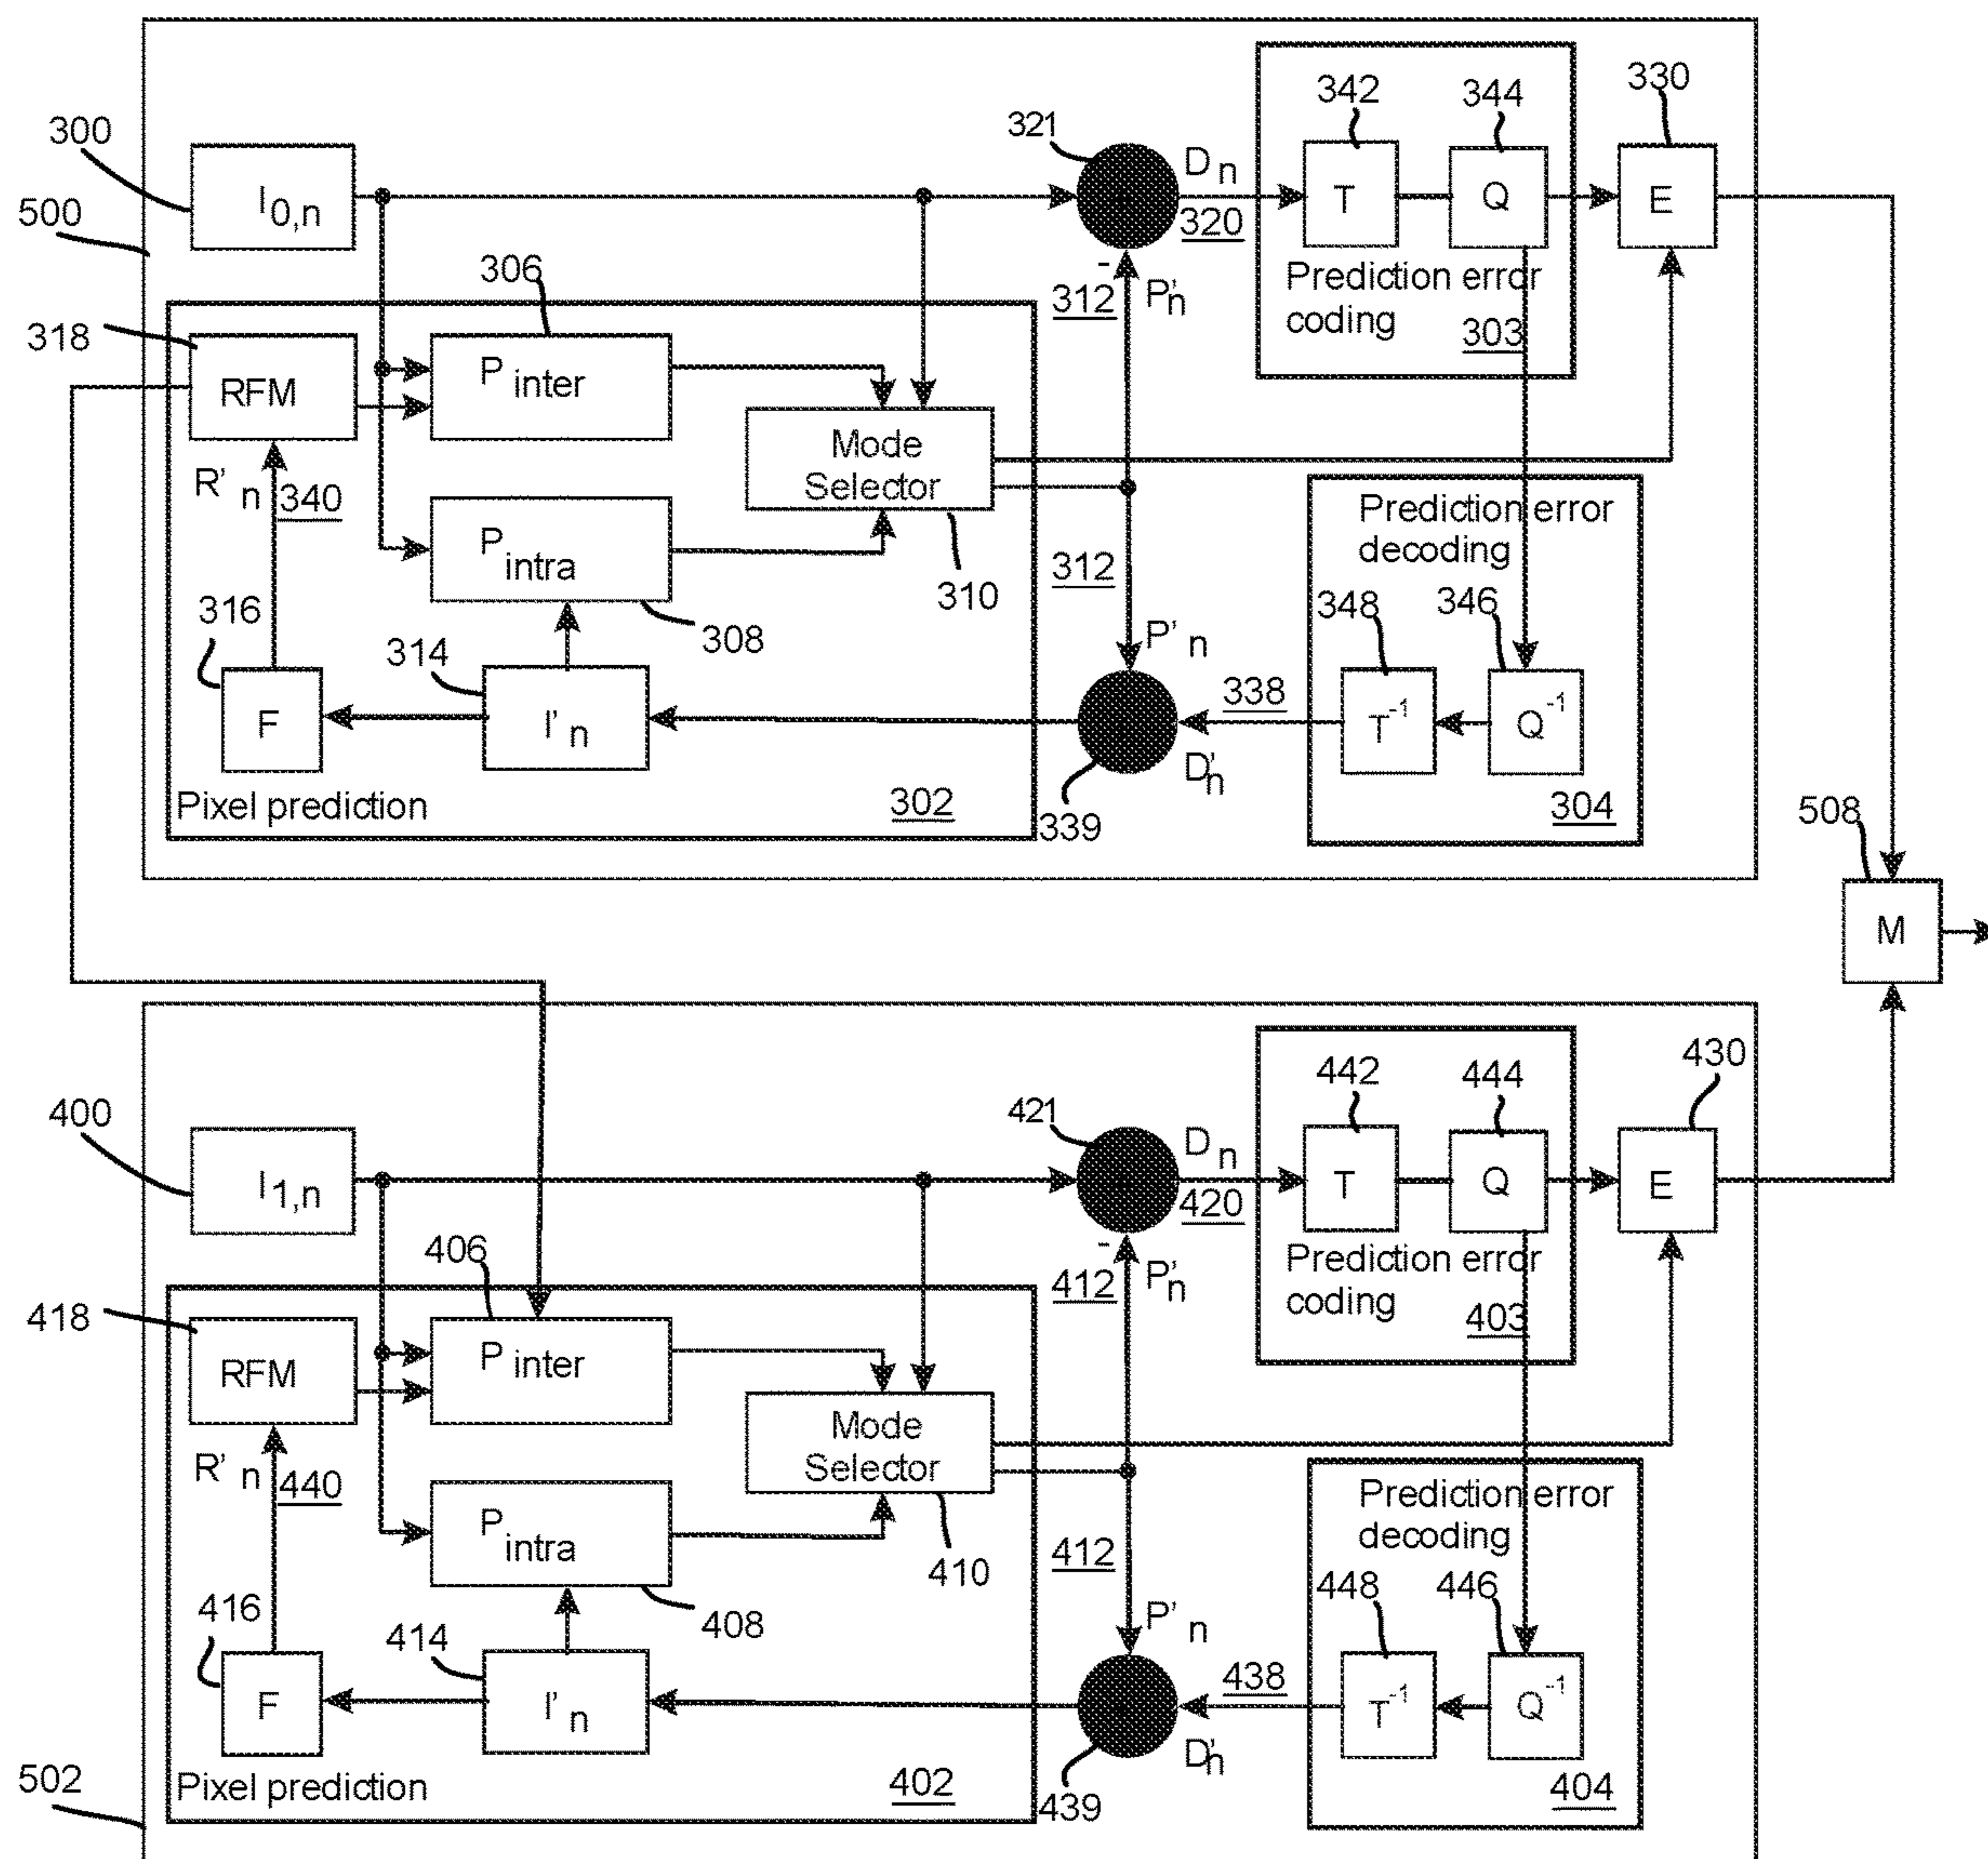 342
344
330
321
300
I0,n
Dn
T
Q
E
500
320
306
Prediction error
coding
303
312
P'n
318
RFM
P inter
Mode
Selector
R'n
340
Prediction error
decoding
P intra
312
310
348
346
316
314
308
P'n
338
F
I'n
T-1
Q-1
D'n
Pixel prediction
302
339
304
508
M
442
444
430
421
400
I1,n
Dn
T
Q
E
420
406
Prediction error
coding
403
412
P'n
418
RFM
P inter
Mode
Selector
R'n
440
Prediction error
decoding
P intra
412
410
448
446
416
414
408
P'n
438
F
I'n
T-1
Q-1
D'n
502
Pixel prediction
402
439
404